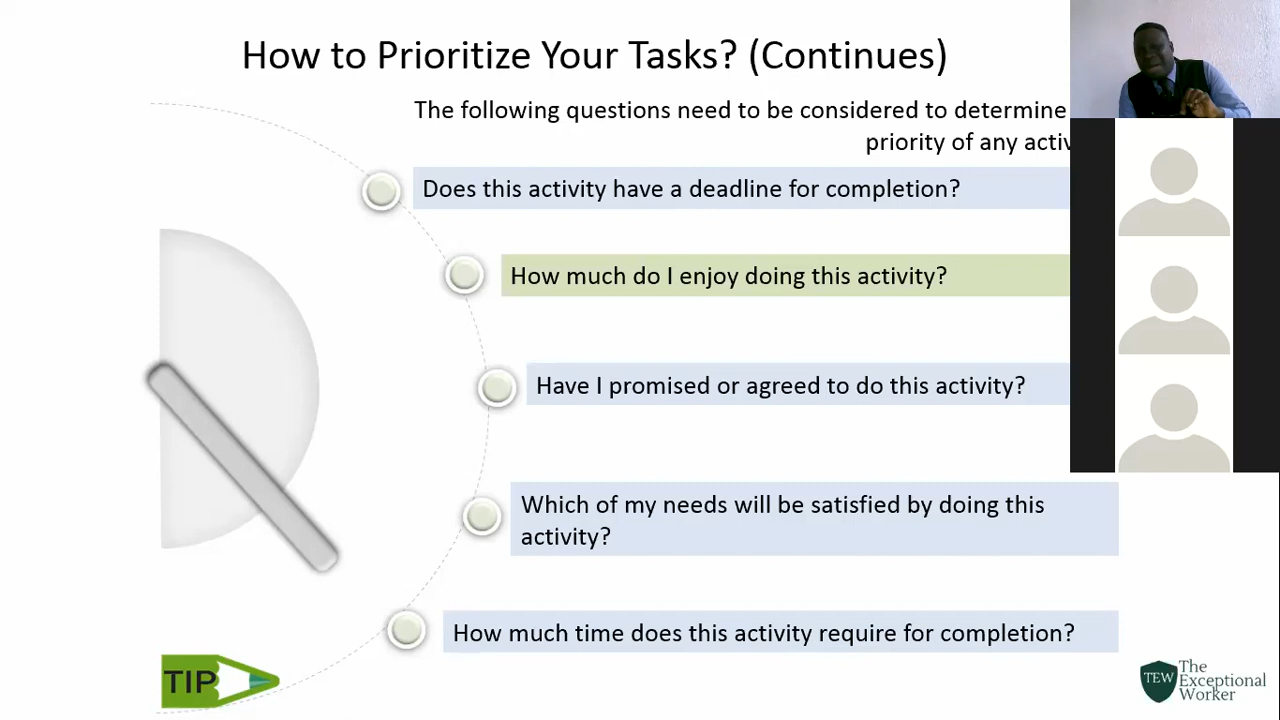 How to Prioritize Your Tasks? (Continues)
The following questions need to be considered to determine
priority of any
Does this activity have a deadline for completion?
How much do I enjoy doing this activity?
Have I promised or agreed to do this activity?
Which of my needs will be satisfied by doing this
activity?
How much time does this activity require for completion?
TIP
TEW
The
Exceptional
Worker